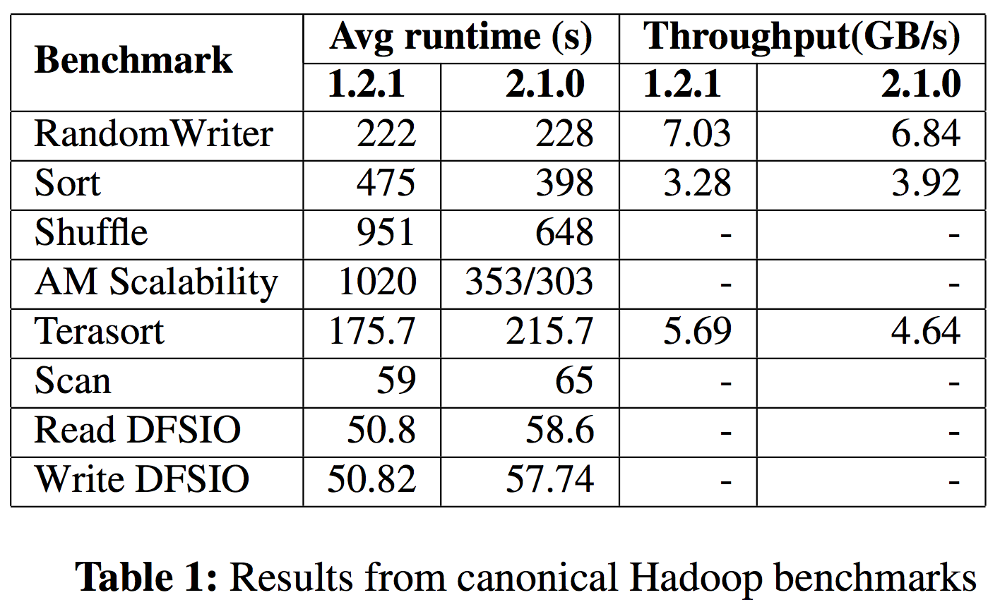 Benchmark Avg runtime (s) Throughput(GB/s)
1.2.1 2.1.0 1.2.1 2.1.0
RandomWriter 222 228 7.03 6.84
Sort 475 398 3.28 3.92
Shuffle 951 648 - -
AM Scalability 1020 353/303 - -
Terasort 175.7 215.7 5.69 4.64
Scan 59 65 - -
Read DFSIO 50.8 58.6 - -
Write DFSIO 50.82 57.74 - -
Table 1: Results from canonical Hadoop benchmarks